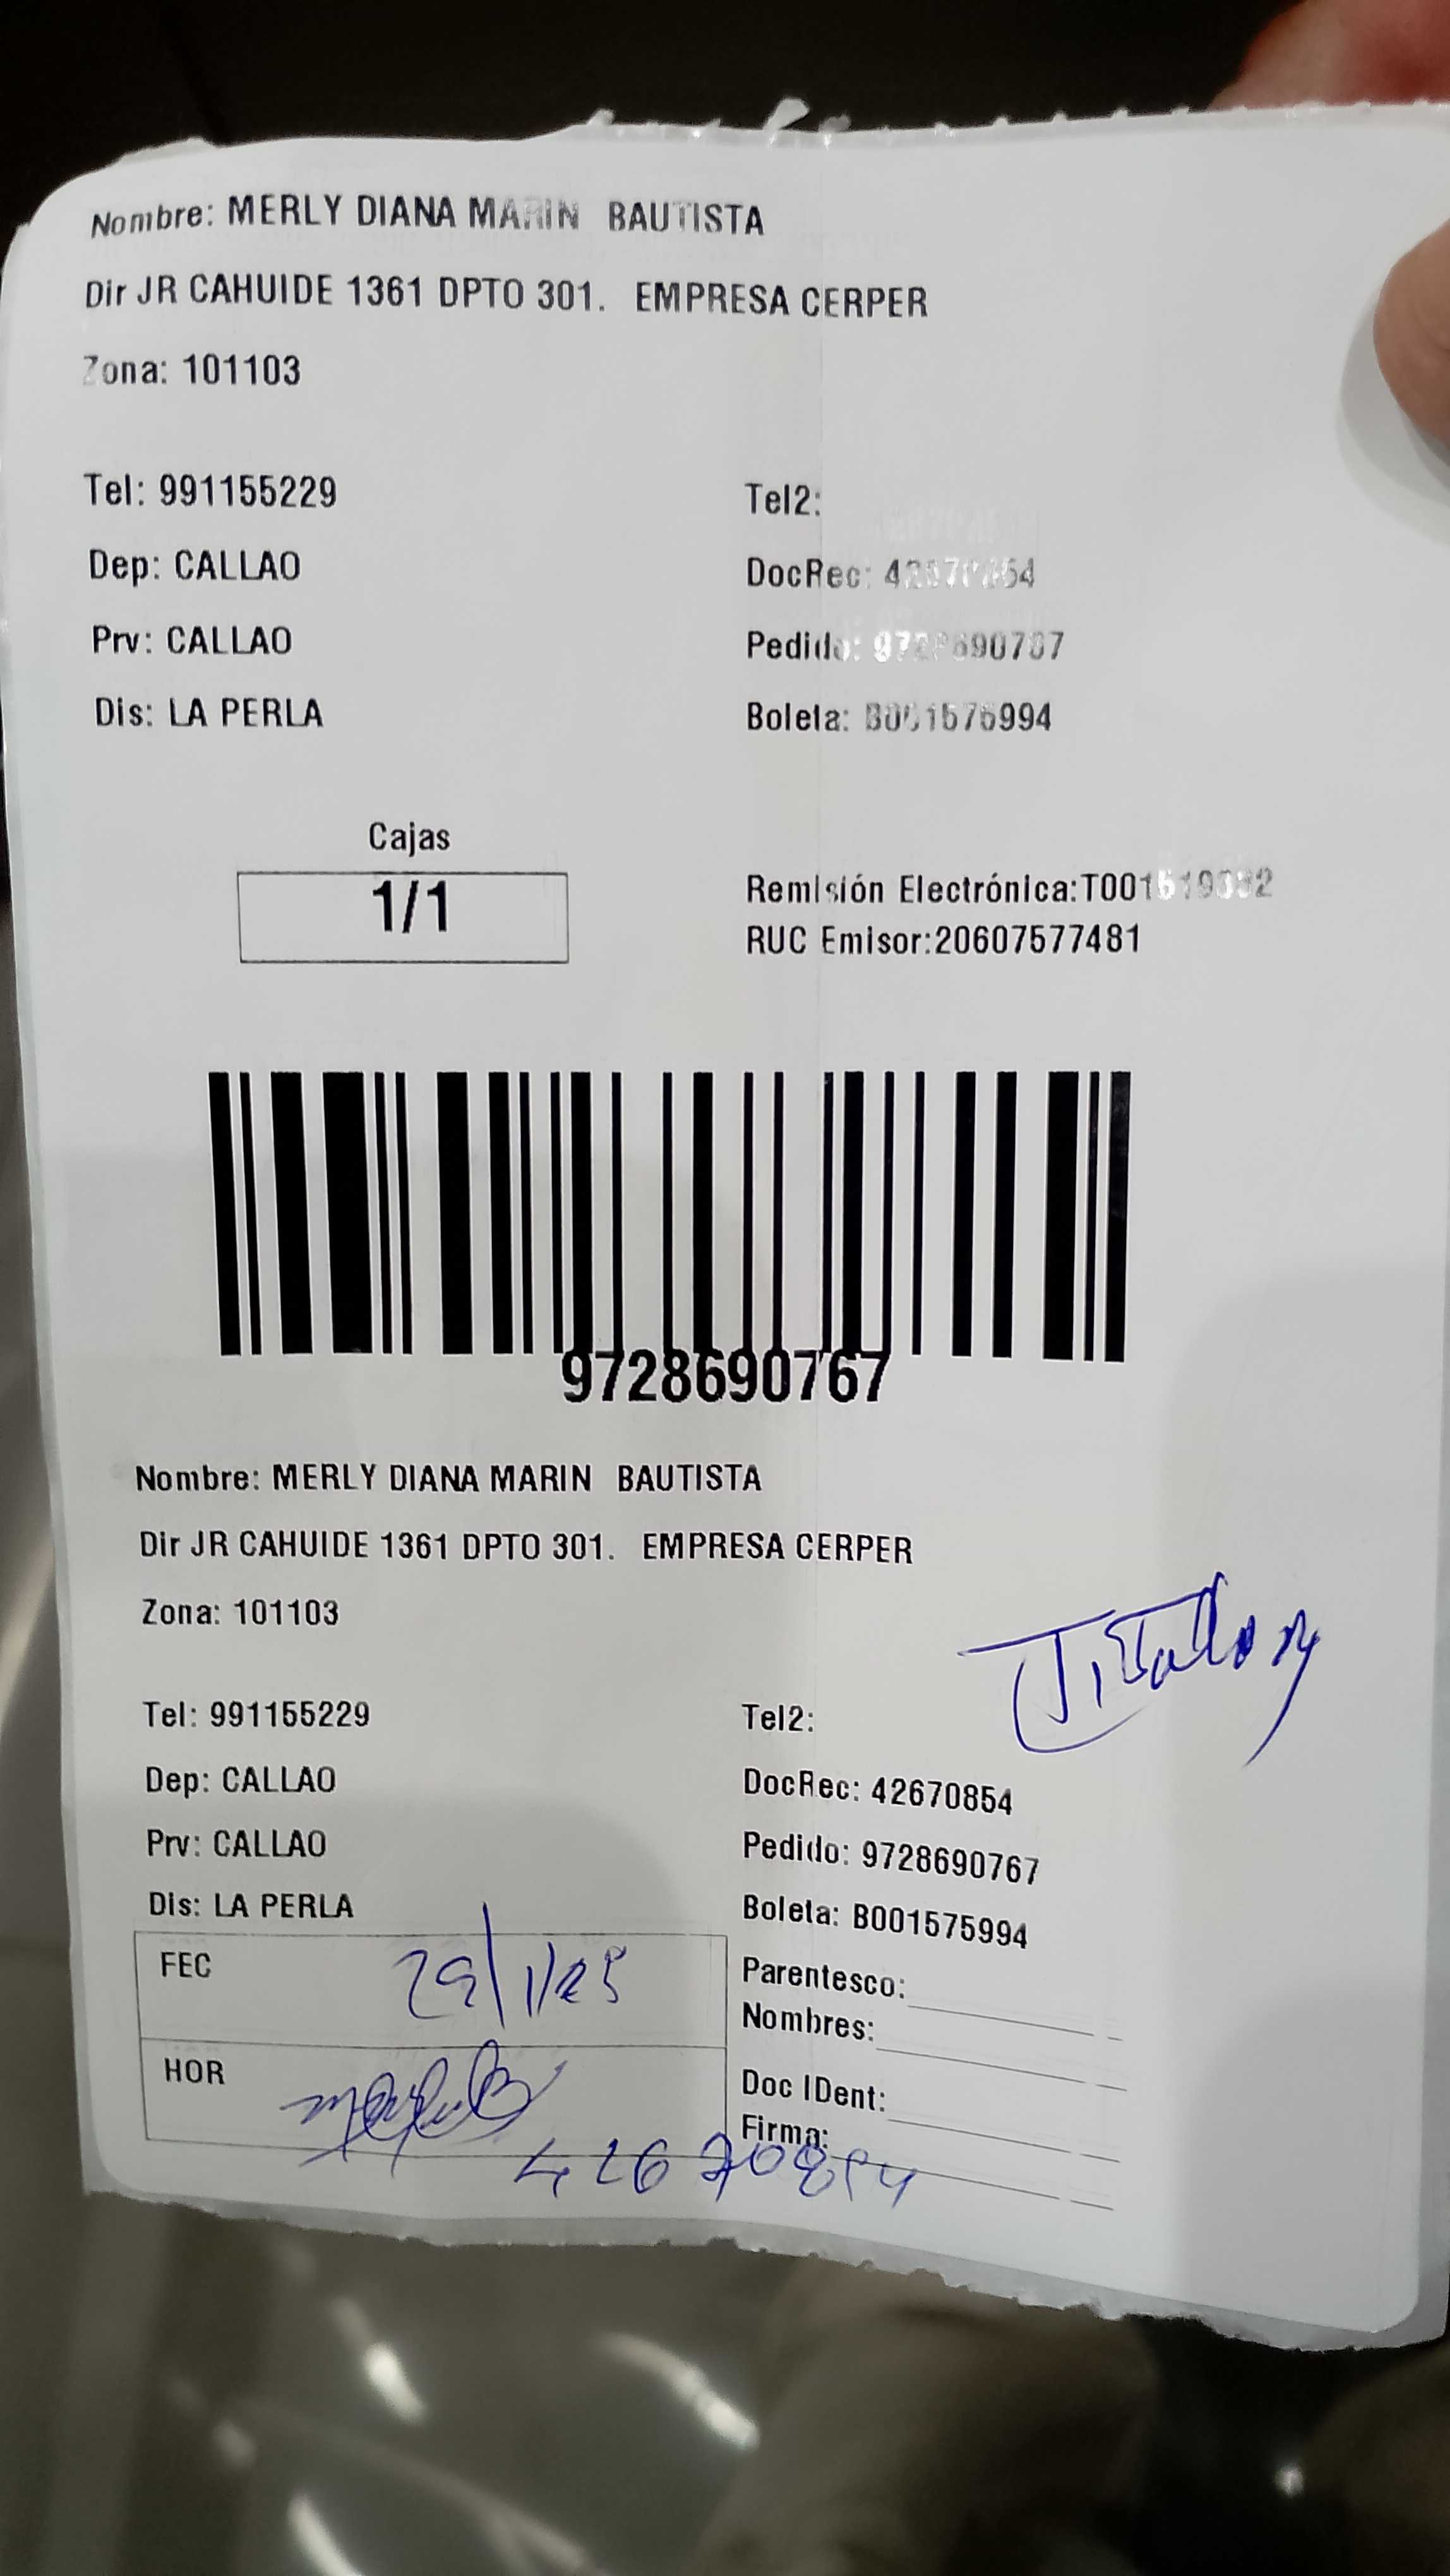 Nombre: MERLY DIANA MARIN BAUTISTA
Dir JR CAHUIDE 1361 DPTO 301. EMPRESA CERPER
Zona: 101103
Tel: 991155229
Tel2:
Dep: CALLAO
DocRec:
Prv: CALLAO
Pedido:
Dis: LA PERLA
Boleta:
Cajas
1/1
Remisión Electrónica:
RUC Emisor:20607577481
9728690767
Nombre: MERLY DIANA MARIN BAUTISTA
Dir JR CAHUIDE 1361 DPTO 301. EMPRESA CERPER
Zona: 101103
Tel: 991155229
Tel2:
Dep: CALLAO
DocRec: 42670854
Prv: CALLAO
Pedido: 9728690767
Dis: LA PERLA
Boleta: B001575994
FEC 29/1/25
Parentesco:
Nombres:
HOR
Doc IDent:
Firma:
42670854